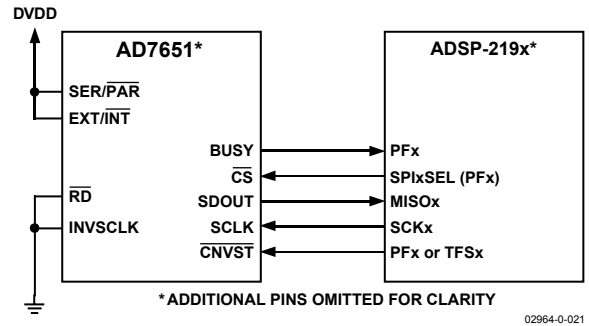 DVDD
AD7651*
ADSP-219x*
SER/PAR
EXT/INT
BUSY
PFx
CS
SPIxSEL (PFx)
RD
SDOUT
MISOx
INVSCLK
SCLK
SCKx
CNVST
PFx or TFSx
*ADDITIONAL PINS OMITTED FOR CLARITY
02964-0-021